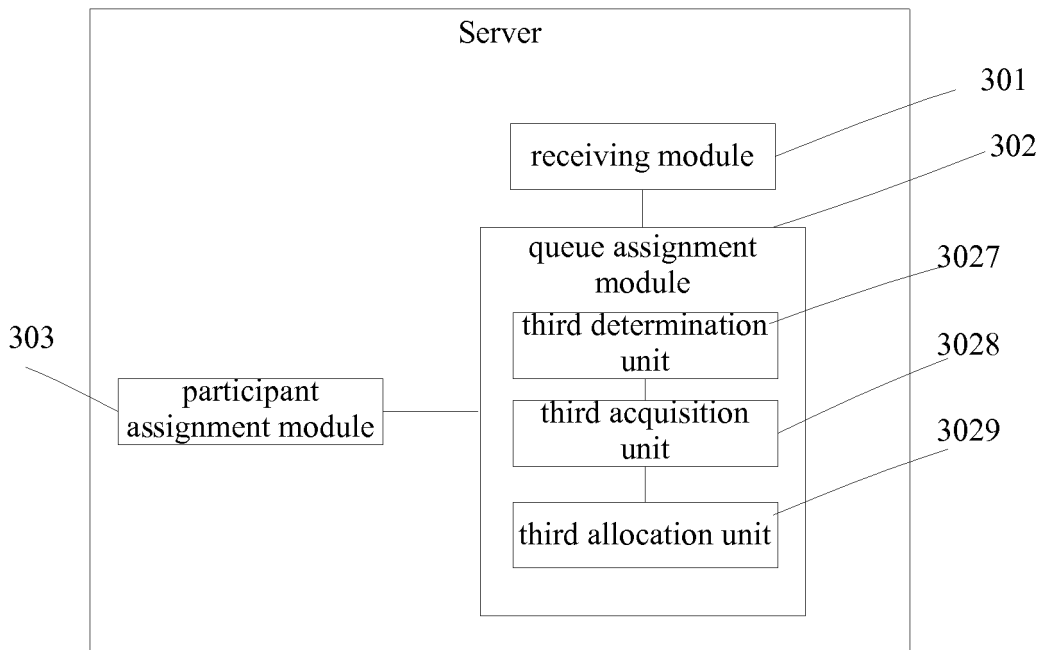 Server
301
receiving module
302
queue assignment
module
3027
third determination
unit
303
3028
participant
assignment module
third acquisition
unit
3029
third allocation unit